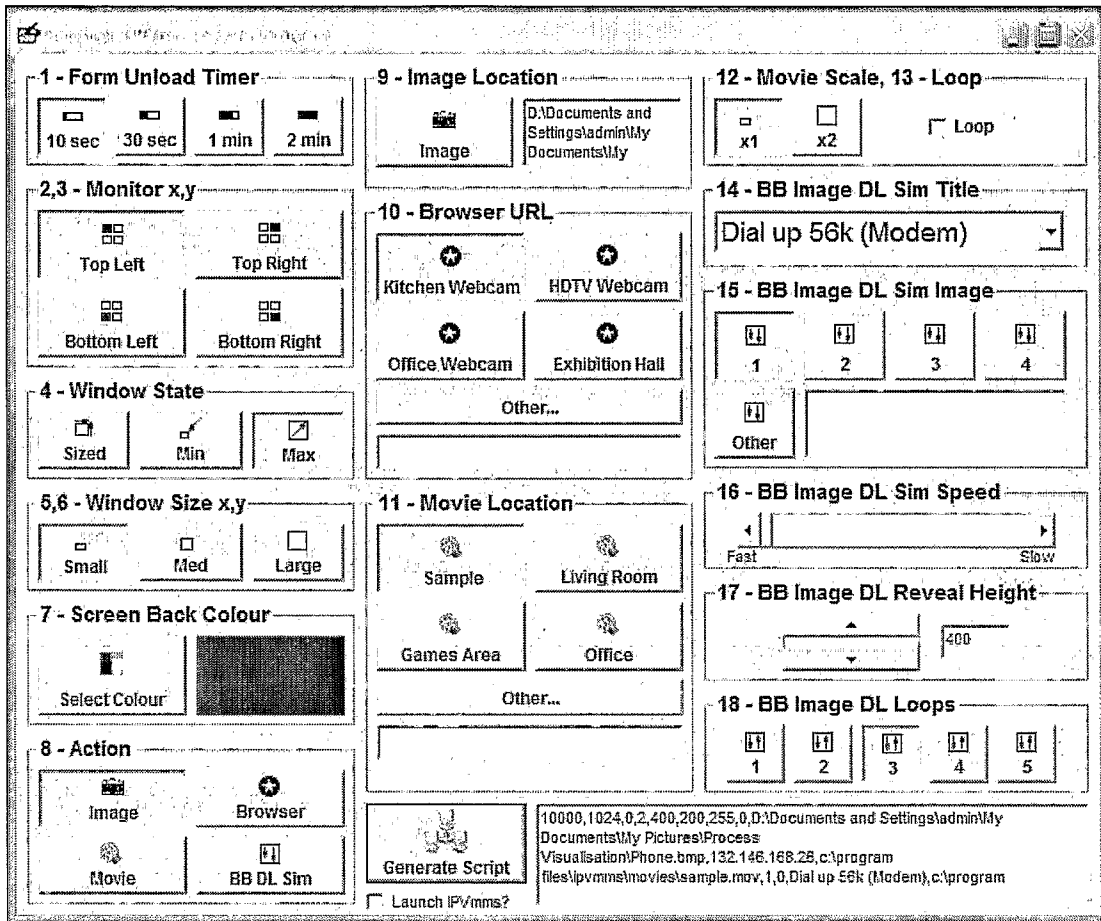 1 - Form Unload Timer
10 sec
30 sec
1 min
2 min
2,3 - Monitor x,y
Top Left
Top Right
Bottom Left
Bottom Right
4 - Window State
Sized
Min
Max
5,6 - Window Size x,y
Small
Med
Large
7 - Screen Back Colour
Select Colour
8 - Action
Image
Browser
Movie
BB DL Sim
9 - Image Location
Image
D:\Documents and
Settings\admin\My
Documents\My
10 - Browser URL
Kitchen Webcam
HDTV Webcam
Office Webcam
Exhibition Hall
Other...
11 - Movie Location
Sample
Living Room
Games Area
Office
Other...
Generate Script
Launch IPVmms?
12 - Movie Scale, 13 - Loop
x1
x2
Loop
14 - BB Image DL Sim Title
Dial up 56k (Modem)
15 - BB Image DL Sim Image
1
2
3
4
Other
16 - BB Image DL Sim Speed
Fast
Slow
17 - BB Image DL Reveal Height
400
18 - BB Image DL Loops
1
2
3
4
5
10000,1024,0,2,400,200,255,0,D:\Documents and Settings\admin\My
Documents\My Pictures\Process
Visualisation\Phone.bmp,132.146.168.26,c:\program
files\ipvmms\movies\sample.mov,1,0,Dial up 56k (Modem),c:\program